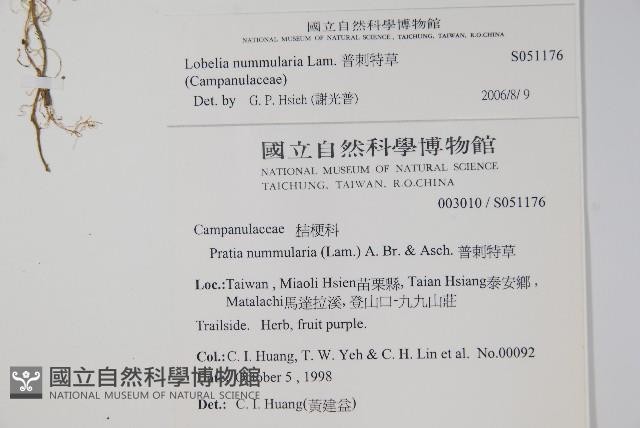 國立自然科學博物館
NATIONAL MUSEUM OF NATURAL SCIENCE, TAICHUNG, TAIWAN, R.O.CHINA
Lobelia nummularia Lam. 普刺特草 S051176
(Campanulaceae)
Det. by G. P. Hsich (謝光普) 2006/8/9
國立自然科學博物館
NATIONAL MUSEUM OF NATURAL SCIENCE
TAICHUNG, TAIWAN, R.O.CHINA
003010 / S051176
Campanulaceae 桔梗科
Pratia nummularia (Lam.) A. Br. & Asch. 普刺特草
Loc.:Taiwan , Miaoli Hsien苗栗縣, Taian Hsiang泰安鄉 ,
Matalachi馬達拉溪, 登山口-九九山莊
Trailside. Herb, fruit purple.
Col.: C. I. Huang, T. W. Yeh & C. H. Lin et al. No.00092
5 , 1998
Det.: C. I. Huang(黃建益)
國立自然科學博物館
NATIONAL MUSEUM OF NATURAL SCIENCE